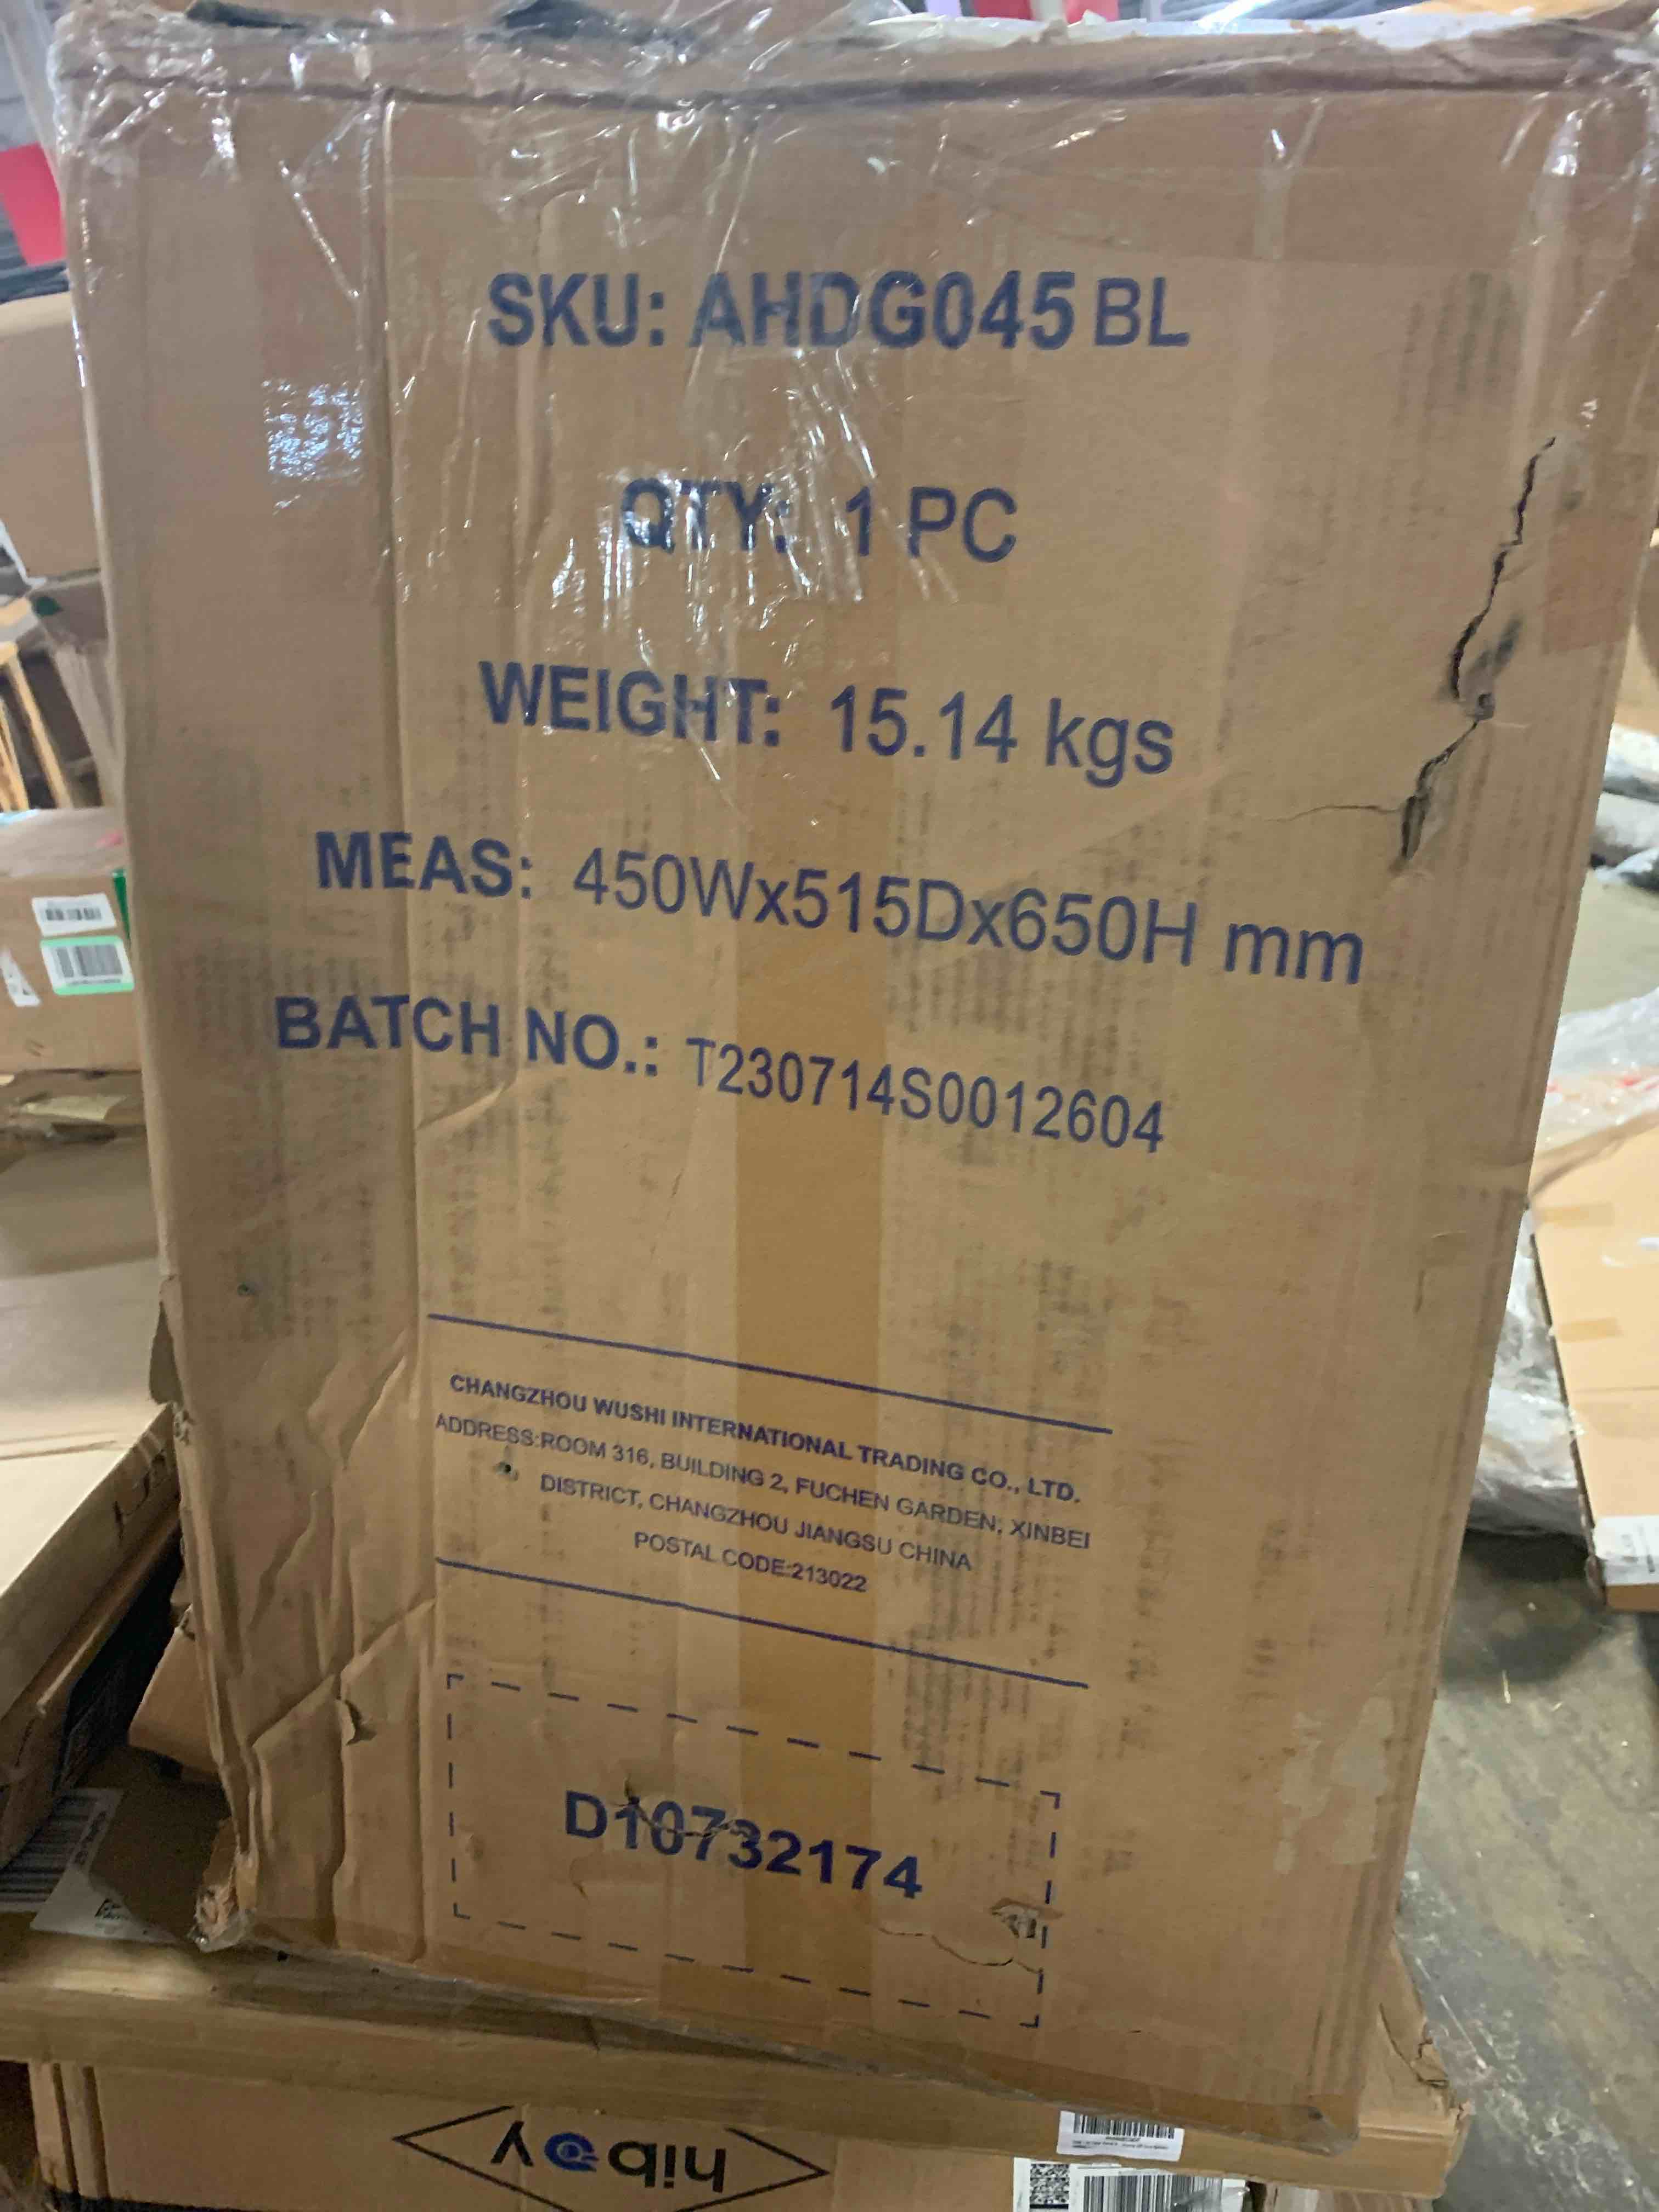 SKU: AHDG045 BL
QTY: 1 PC
WEIGHT: 15.14 kgs
MEAS: 450Wx515Dx650H mm
BATCH NO.: T230714S0012604
CHANGZHOU WUSHI INTERNATIONAL TRADING CO., LTD.
ADDRESS:ROOM 316, BUILDING 2, FUCHEN GARDEN, XINBEI
DISTRICT, CHANGZHOU JIANGSU CHINA
POSTAL CODE:213022
D10732174
hiboy